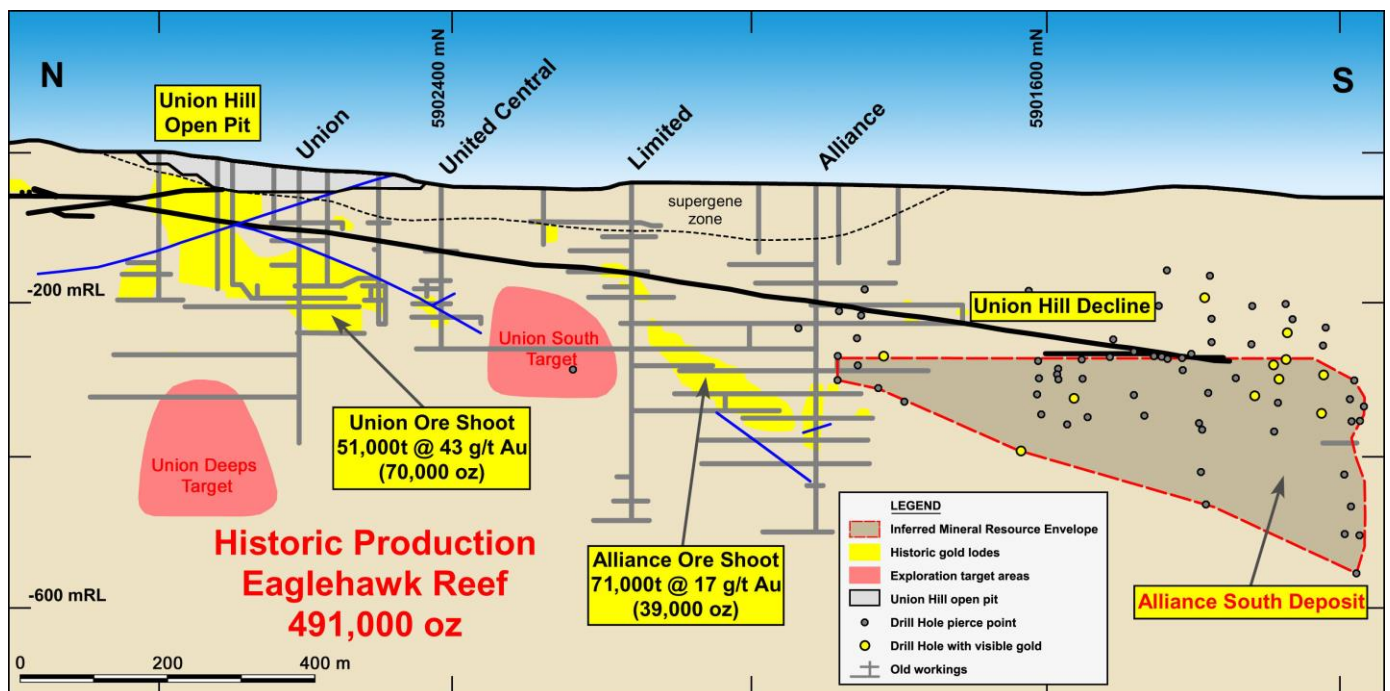 N
S
Union Hill
Open Pit
Union
5902400 mN
United Central
Limited
Alliance
5901600 mN
supergene
zone
-200 mRL
Union Hill Decline
Union South
Target
Union Ore Shoot
51,000t @ 43 g/t Au
(70,000 oz)
Union Deeps
Target
Historic Production
Eaglehawk Reef
491,000 oz
Alliance Ore Shoot
71,000t @ 17 g/t Au
(39,000 oz)
-600 mRL
0 200 400 m
LEGEND
Inferred Mineral Resource Envelope
Historic gold lodes
Exploration target areas
Union Hill open pit
Drill Hole pierce point
Drill Hole with visible gold
Old workings
Alliance South Deposit